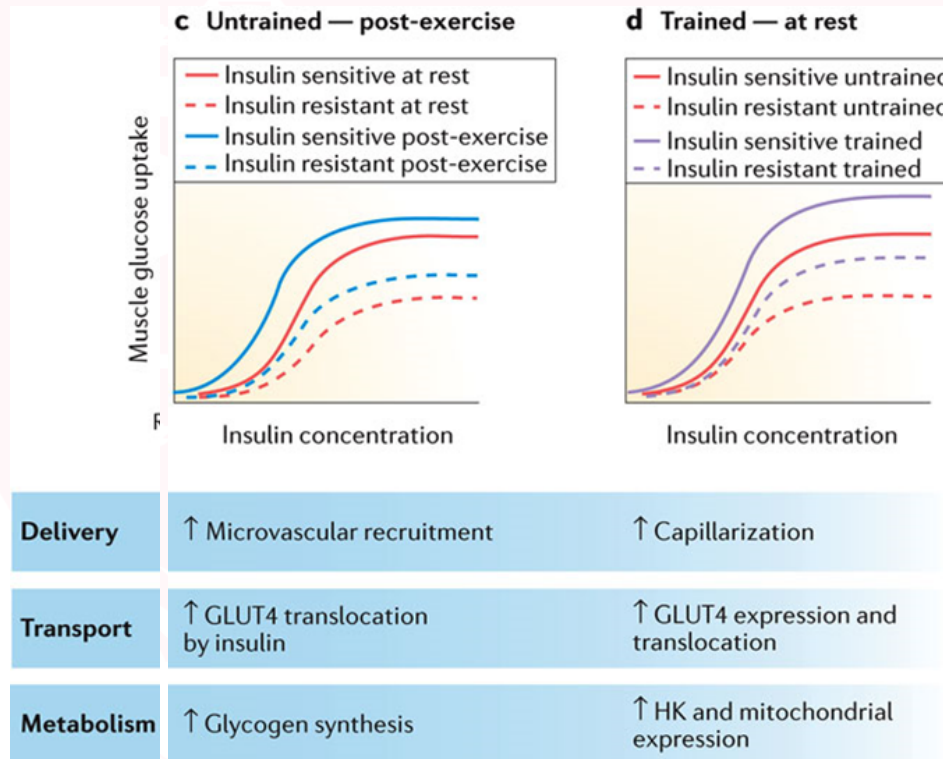 c Untrained — post-exercise
Insulin sensitive at rest
Insulin resistant at rest
Insulin sensitive post-exercise
Insulin resistant post-exercise
Muscle glucose uptake
Insulin concentration
d Trained — at rest
Insulin sensitive untrained
Insulin resistant untrained
Insulin sensitive trained
Insulin resistant trained
Insulin concentration
Delivery
↑ Microvascular recruitment
↑ Capillarization
Transport
↑ GLUT4 translocation
by insulin
↑ GLUT4 expression and
translocation
Metabolism
↑ Glycogen synthesis
↑ HK and mitochondrial
expression